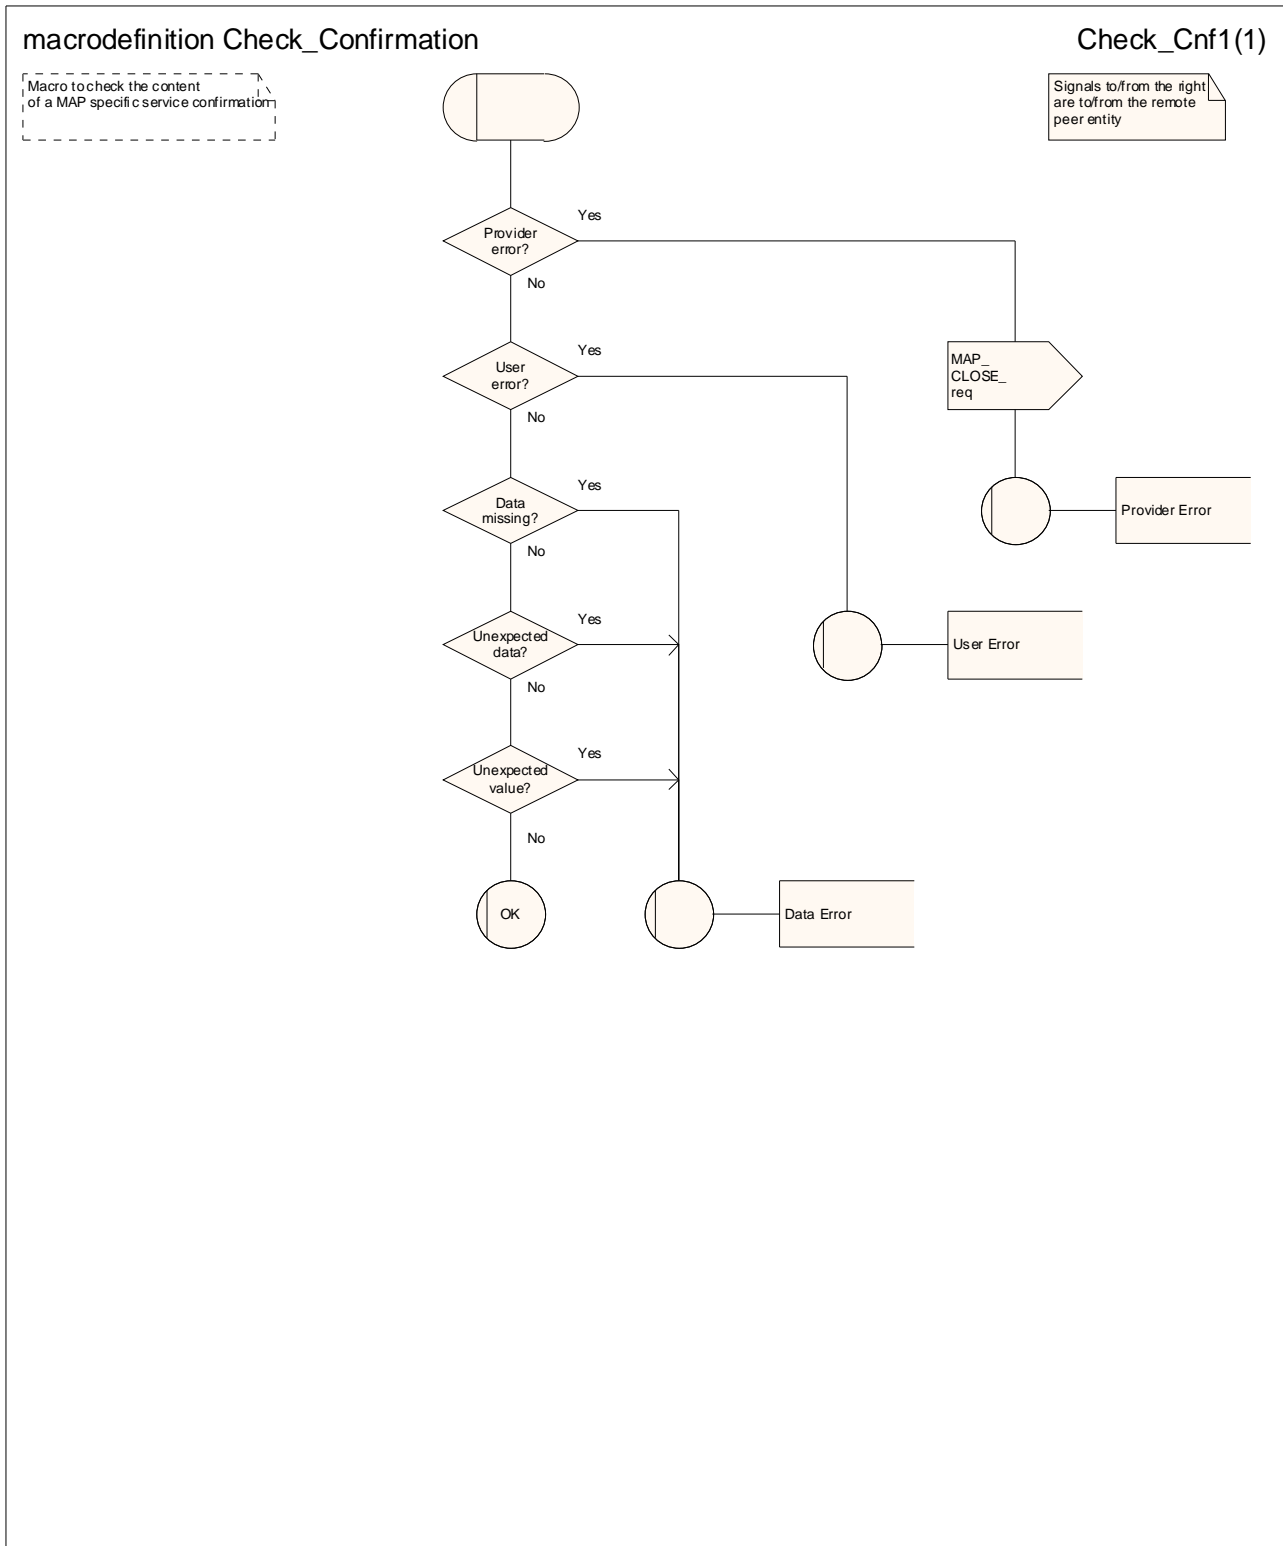 macrodefinition Check_Confirmation
Check_Cnf1(1)
Macro to check the content
of a MAP specific service confirmation
Signals to/from the right
are to/from the remote
peer entity
Provider
error?
Yes
No
User
error?
Yes
No
MAP_
CLOSE_
req
Data
missing?
Yes
No
Provider Error
Unexpected
data?
Yes
No
User Error
Unexpected
value?
Yes
No
OK
Data Error